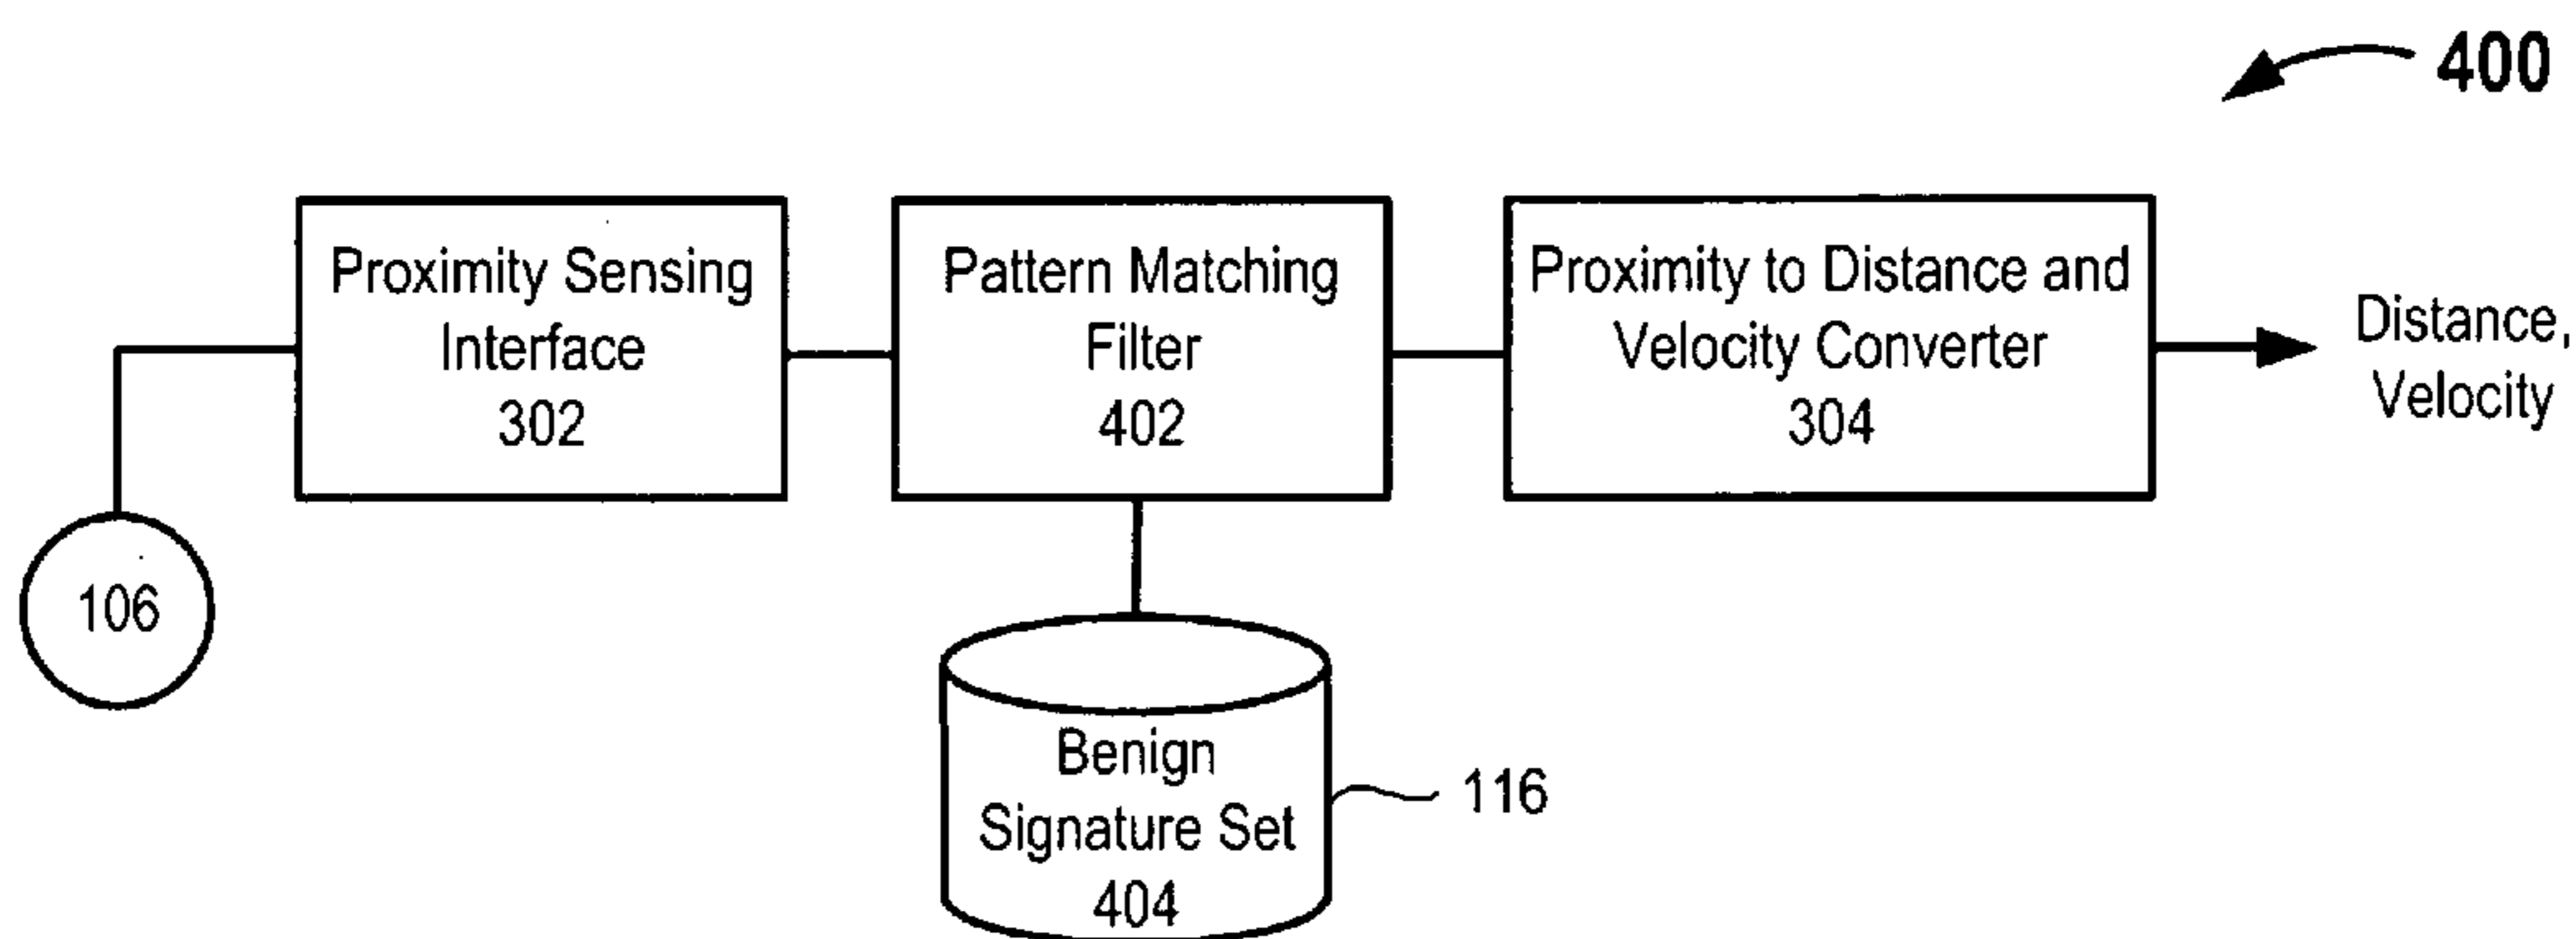 400
Proximity Sensing
Interface
302
Pattern Matching
Filter
402
Proximity to Distance and
Velocity Converter
304
Distance,
Velocity
106
Benign
Signature Set
404
116